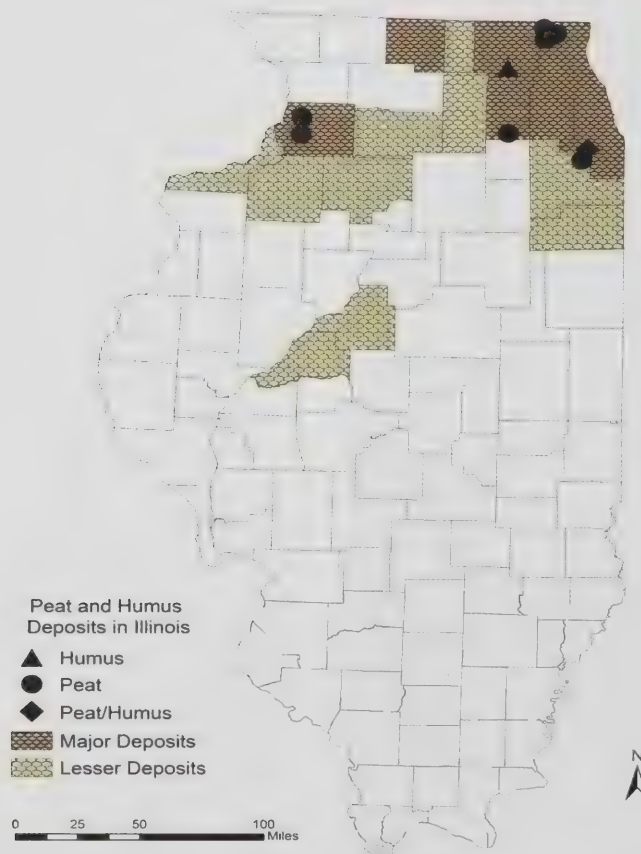 Peat and Humus
Deposits in Illinois
Humus
Peat
Peat/Humus
Major Deposits
Lesser Deposits
0 25 50 100
Miles
N